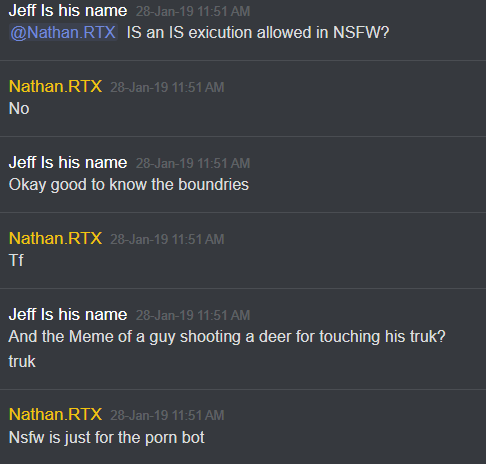 Jeff Is his name 28-Jan-19 11:51 AM
@Nathan.RTX IS an IS exicution allowed in NSFW?
Nathan.RTX 28-Jan-19 11:51 AM
No
Jeff Is his name 28-Jan-19 11:51 AM
Okay good to know the boundries
Nathan.RTX 28-Jan-19 11:51 AM
Tf
Jeff Is his name 28-Jan-19 11:51 AM
And the Meme of a guy shooting a deer for touching his truk?
truk
Nathan.RTX 28-Jan-19 11:51 AM
Nsfw is just for the porn bot